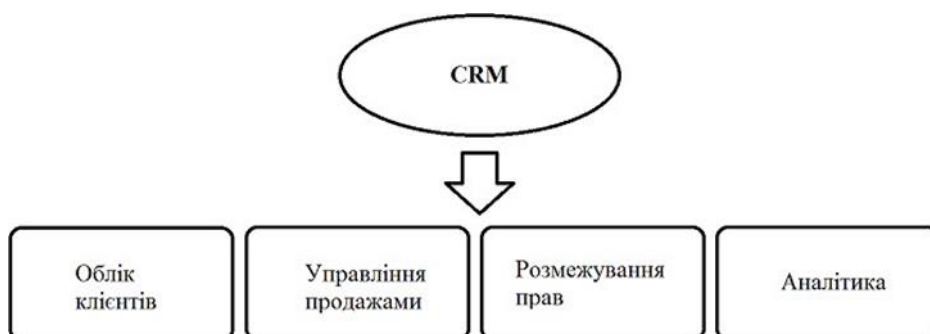 CRM
Облік
клієнтів
Управління
продажами
Розмежування
прав
Аналітика